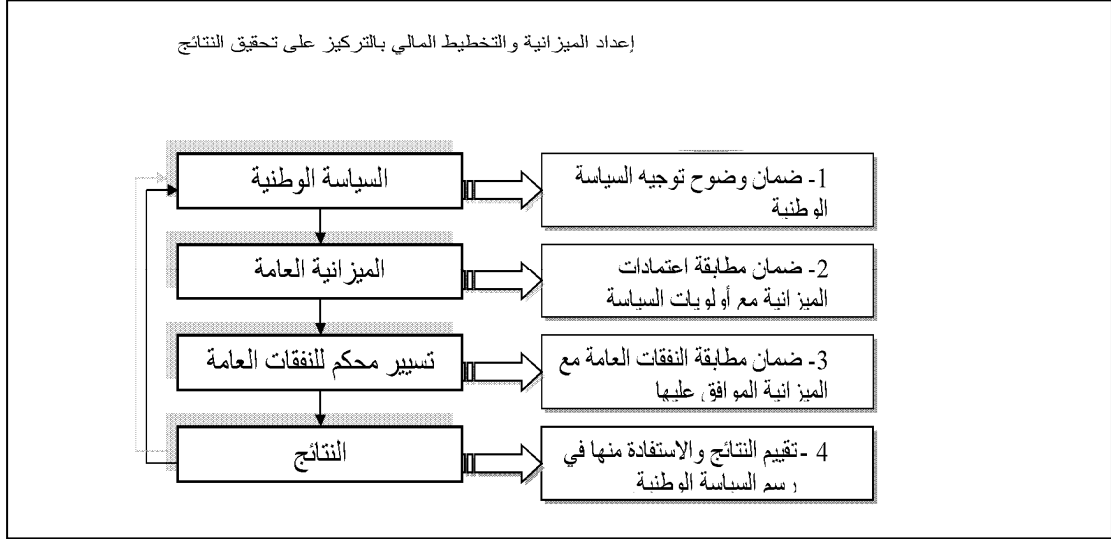 إعداد الميزانية والتخطيط المالي بالتركيز على تحقيق النتائج
السياسة الوطنية
1- ضمان وضوح توجيه السياسة
الوطنية
الميزانية العامة
2- ضمان مطابقة اعتمادات
الميزانية مع أولويات السياسة
تسيير محكم للنفقات العامة
3- ضمان مطابقة النفقات العامة مع
الميزانية الموافق عليها
النتائج
4 -تقييم النتائج والاستفادة منها في
رسم السياسة الوطنية